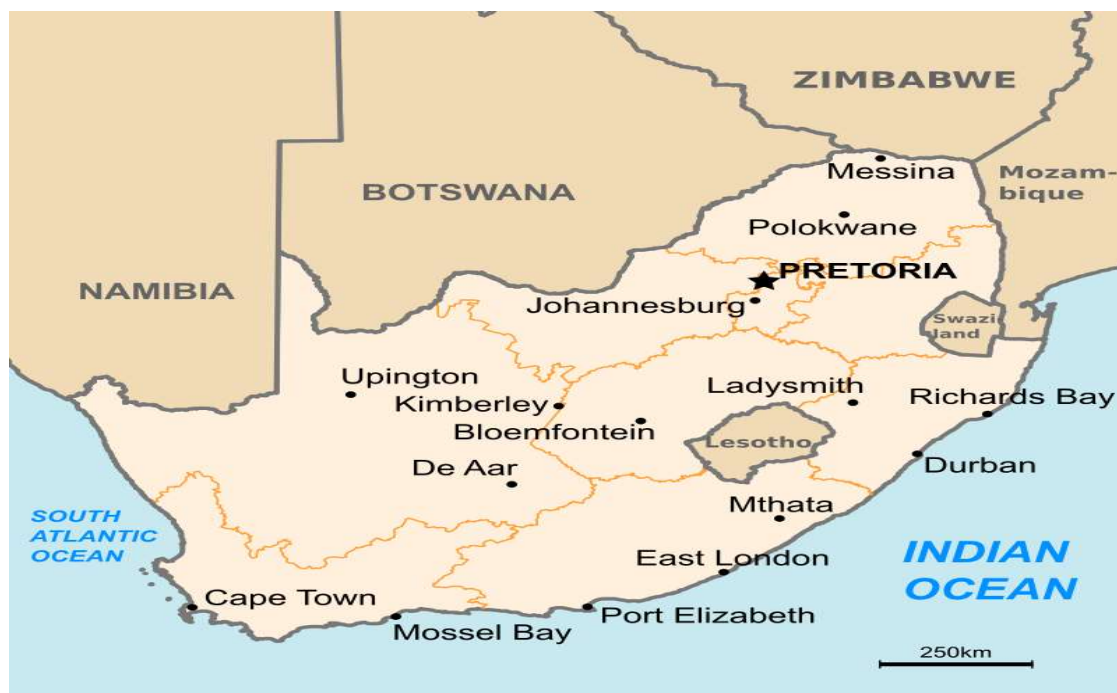 ZIMBABWE
Messina
Mozam-
bique
BOTSWANA
Polokwane
PRETORIA
NAMIBIA
Johannesburg
Swazi-
land
Upington
Ladysmith
Kimberley
Richards Bay
Bloemfontein
Lesotho
De Aar
Durban
Mthata
SOUTH
ATLANTIC
OCEAN
East London
INDIAN
OCEAN
Cape Town
Port Elizabeth
Mossel Bay
250km